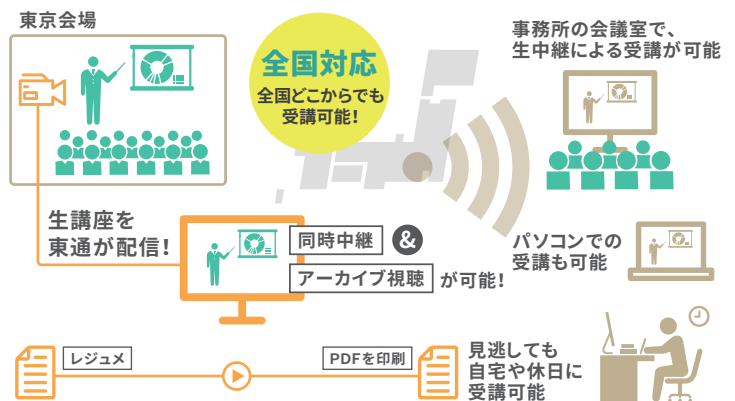 東京会場
全国対応
全国どこからでも
受講可能！
事務所の会議室で、
生中継による受講が可能
生講座を
東通が配信！
同時中継 &
アーカイブ視聴 が可能！
パソコンでの
受講も可能
レジュメ
PDFを印刷
見逃しても
自宅や休日に
受講可能